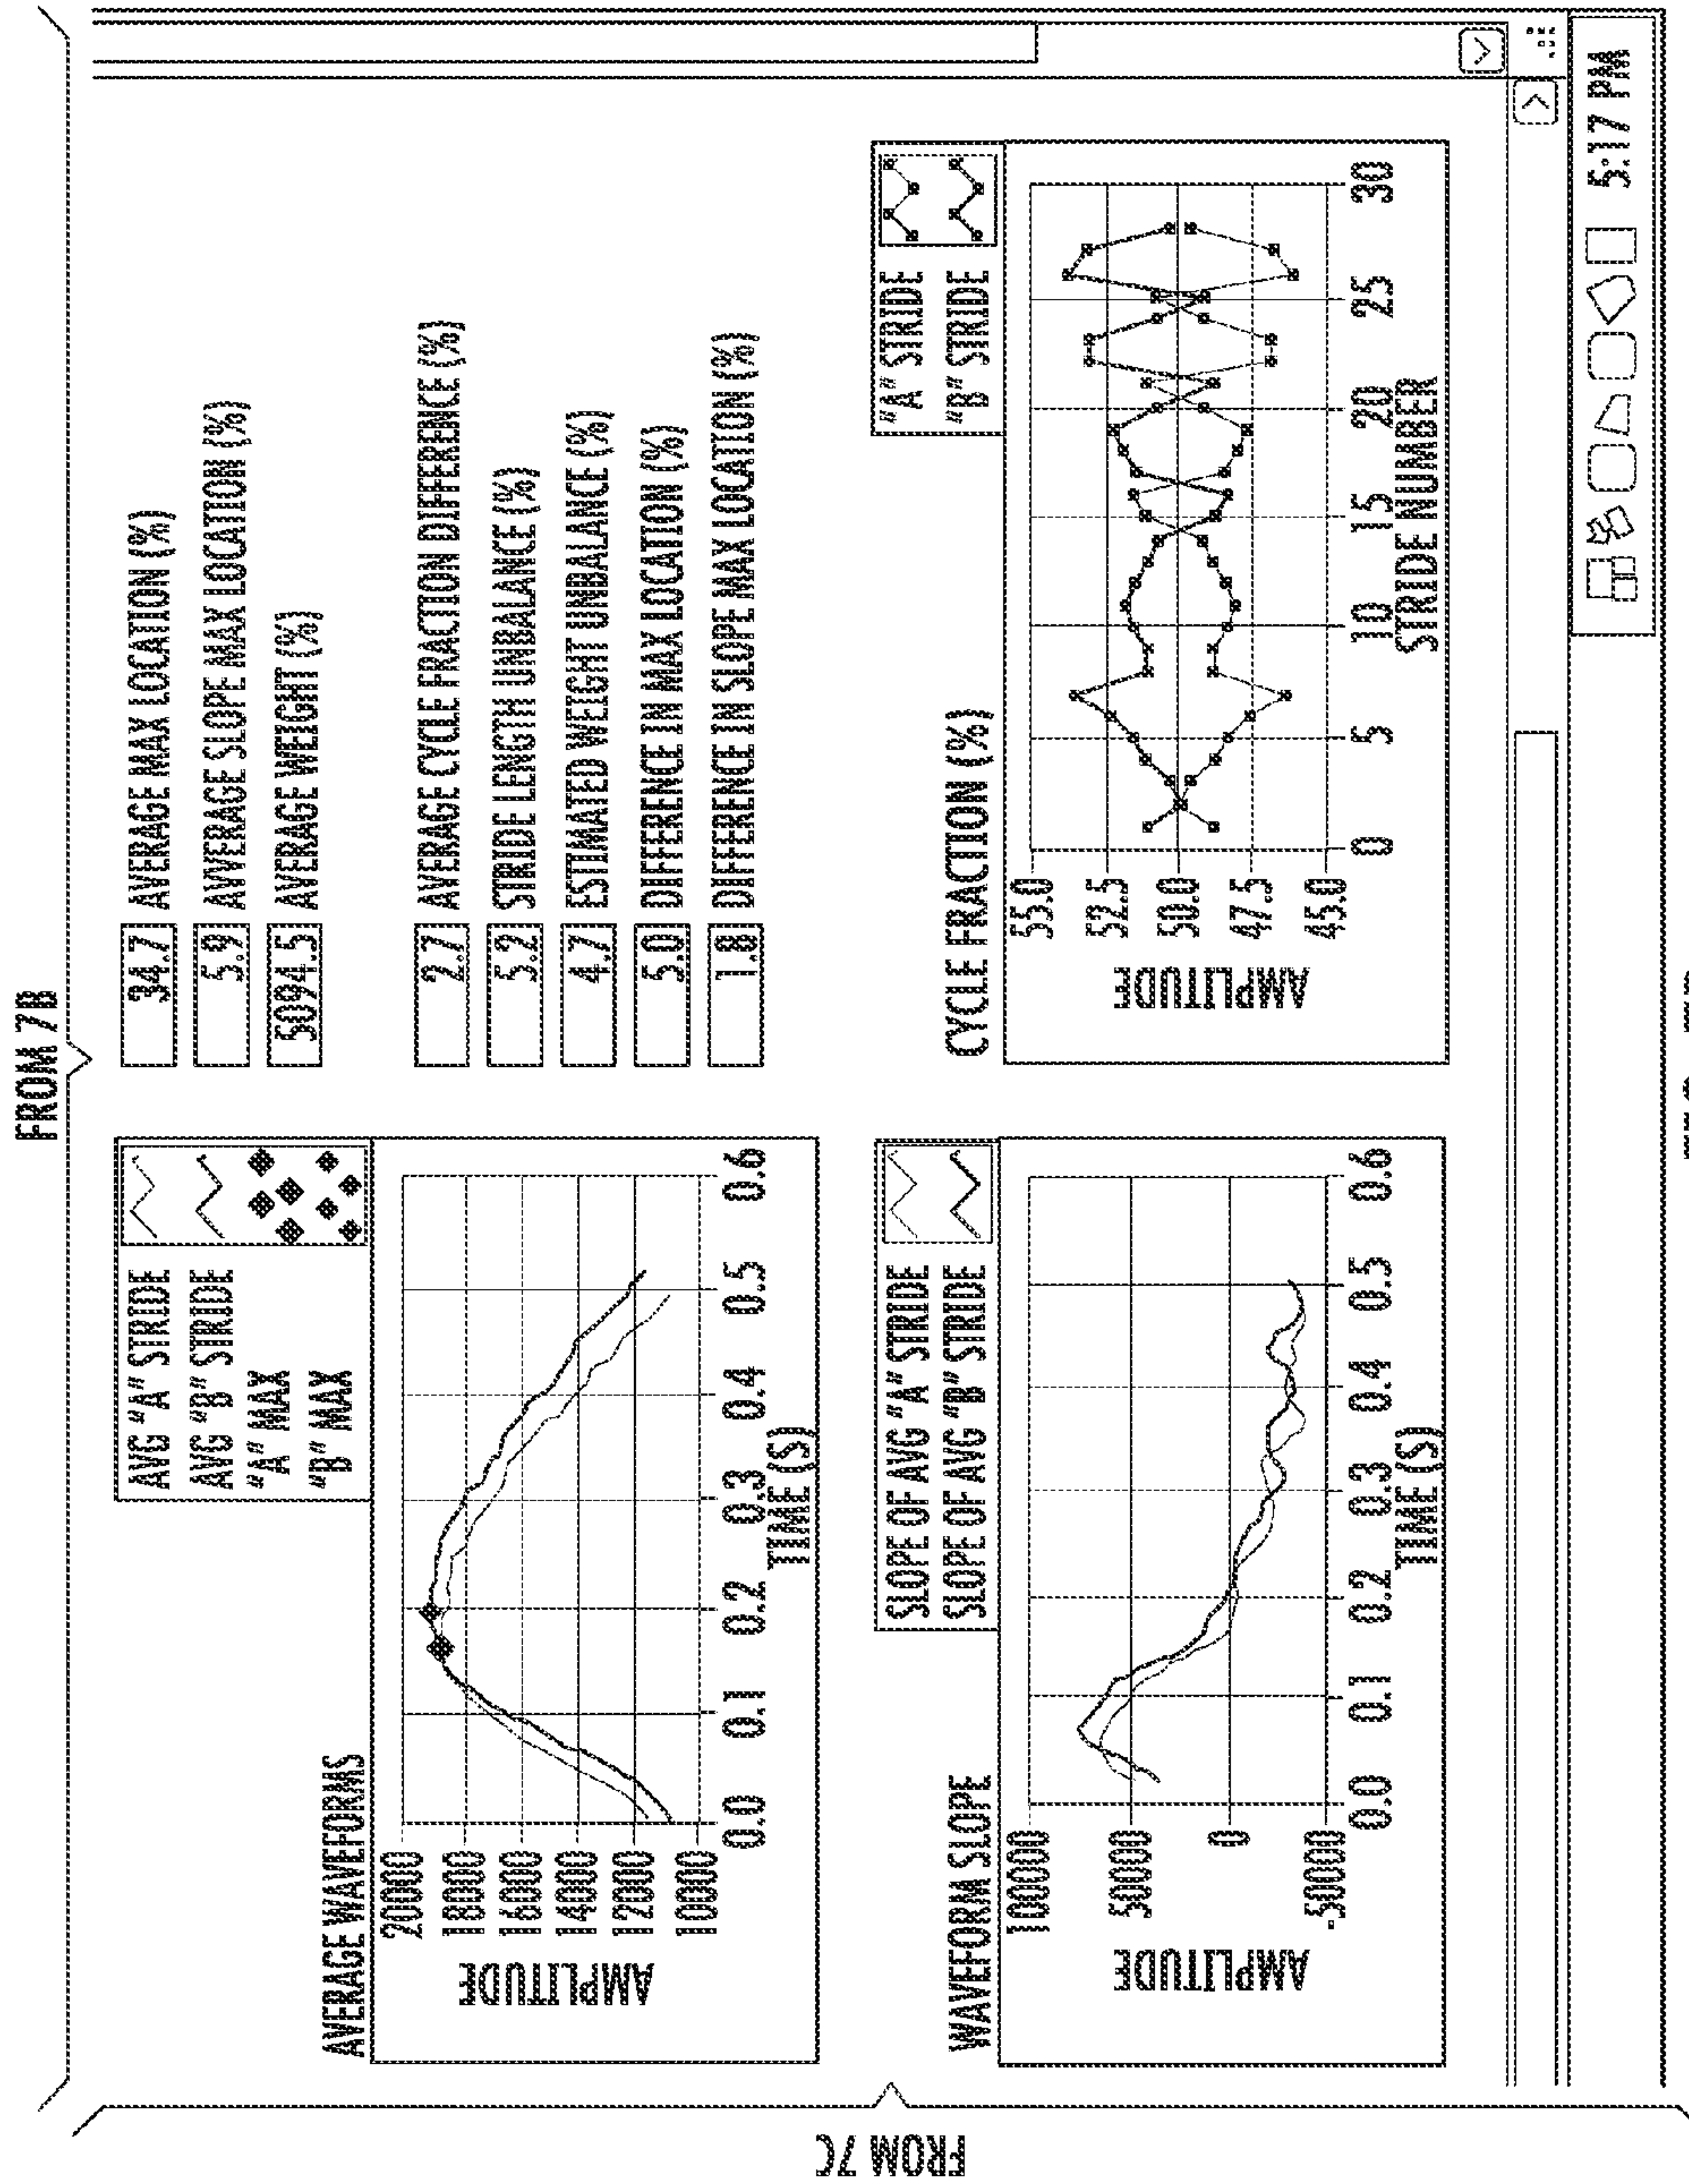 FROM 7B
FROM 7C
AVG "A" STRIDE
AVG "B" STRIDE
"A" MAX
"B" MAX
AVERAGE WAVEFORMS
AMPLITUDE
20000
18000
16000
14000
12000
10000
0.0 0.1 0.2 0.3 0.4 0.5 0.6
TIME (S)
34.7 AVERAGE MAX LOCATION (%)
5.9 AVVERAGE SLOPE MAX LOCATION (%)
5094.5 AVERAGE WEIGHT (%)
2.7 AVERAGE CYCLE FRACTION DIFFERENCE (%)
5.2 STRIDE LENGTH UNBALANCE (%)
4.7 ESTIMATED WEIGHT UNBALANCE (%)
5.0 DIFFERENCE IN MAX LOCATION (%)
1.8 DIFFERENCE IN SLOPE MAX LOCATION (%)
SLOPE OF AVG "A" STRIDE
SLOPE OF AVG "B" STRIDE
WAVEFORM SLOPE
AMPLITUDE
100000
50000
0
-50000
0.0 0.1 0.2 0.3 0.4 0.5 0.6
TIME (S)
"A" STRIDE
"B" STRIDE
CYCLE FRACTION (%)
AMPLITUDE
55.0
52.5
50.0
47.5
45.0
0 5 10 15 20 25 30
STRIDE NUMBER
5:17 PM